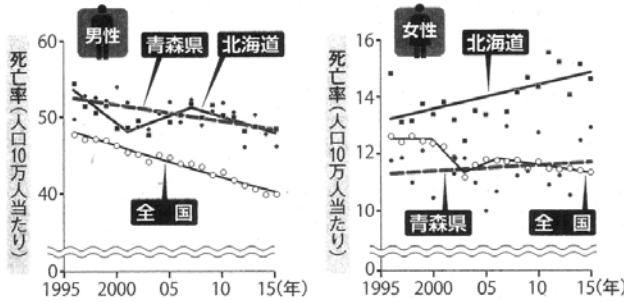 男性
死亡率(人口10万人当たり)
60
50
40
0
青森県
北海道
全国
1995
2000
05
10
15(年)
女性
死亡率(人口10万人当たり)
16
14
12
10
0
北海道
青森県
全国
1995
2000
05
10
15(年)